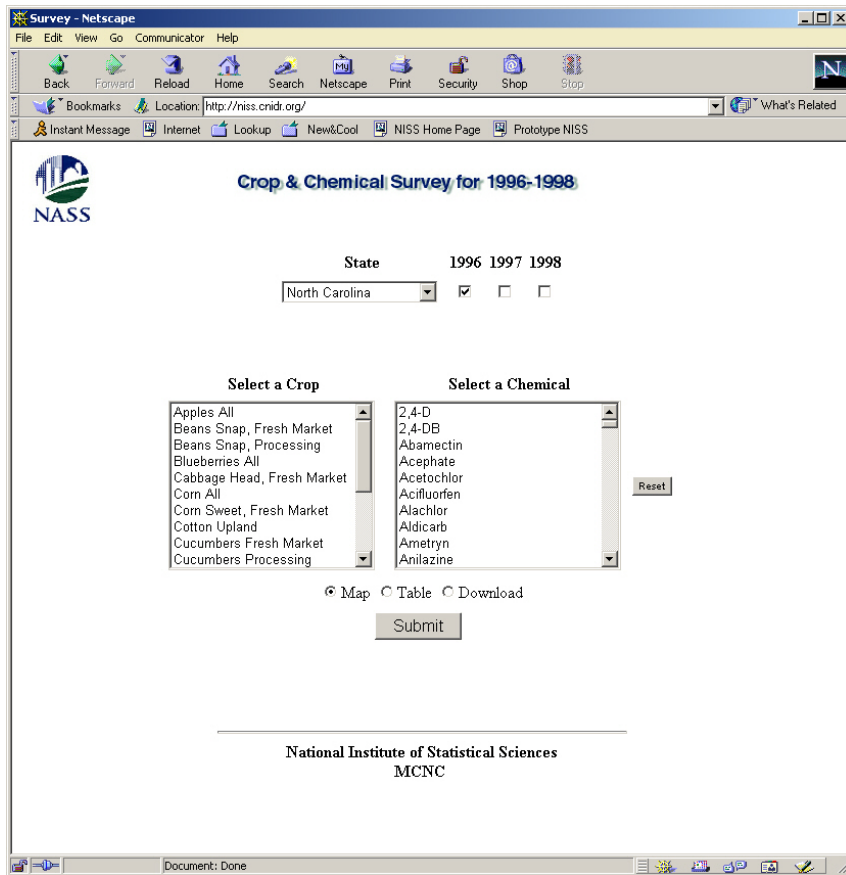 Survey - Netscape
File Edit View Go Communicator Help
Back Forward Reload Home Search Netscape Print Security Shop Stop
My
N
Bookmarks Location: http://niss.cnidr.org/ What's Related
Instant Message Internet Lookup New&Cool NISS Home Page Prototype NISS
NASS
Crop & Chemical Survey for 1996-1998
State 1996 1997 1998
North Carolina
Select a Crop Select a Chemical
Apples All 2,4-D
Beans Snap, Fresh Market 2,4-DB
Beans Snap, Processing Abamectin
Blueberries All Acephate
Cabbage Head, Fresh Market Acetochlor
Corn All Acifluorfen
Corn Sweet, Fresh Market Alachlor
Cotton Upland Aldicarb
Cucumbers Fresh Market Ametryn
Cucumbers Processing Anilazine
Reset
Map Table Download
Submit
National Institute of Statistical Sciences
MCNC
Document: Done